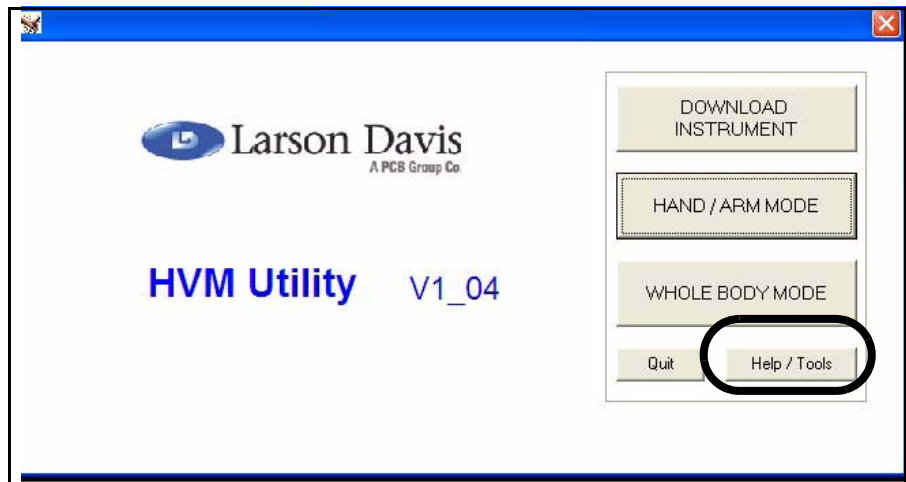 Larson Davis
A PCB Group Co.
HVM Utility V1_04
DOWNLOAD
INSTRUMENT
HAND / ARM MODE
WHOLE BODY MODE
Quit
Help / Tools